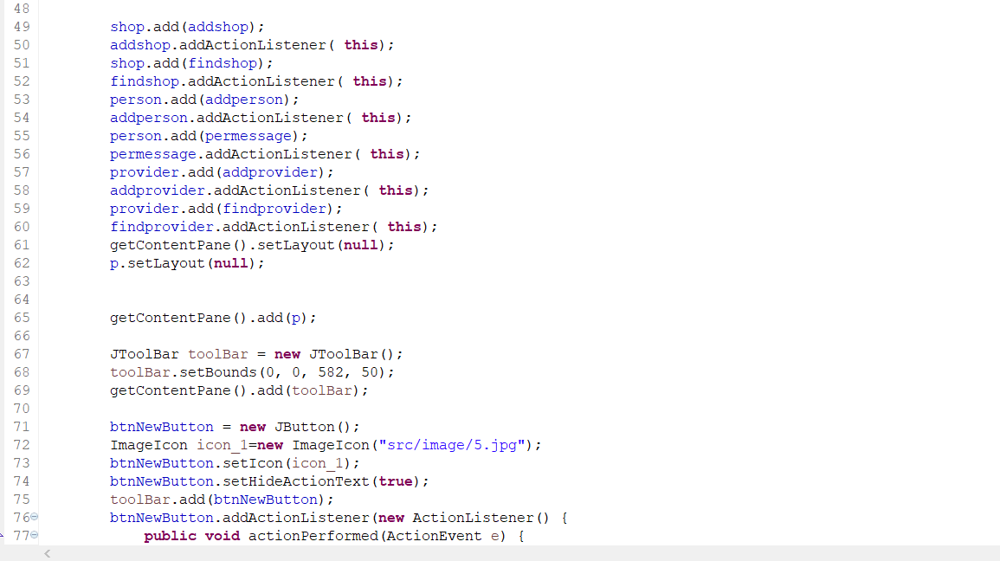 48
49 shop.add(addshop);
50 addshop.addActionListener( this);
51 shop.add(findshop);
52 findshop.addActionListener( this);
53 person.add(addperson);
54 addperson.addActionListener( this);
55 person.add(permessage);
56 permessage.addActionListener( this);
57 provider.add(addprovider);
58 addprovider.addActionListener( this);
59 provider.add(findprovider);
60 findprovider.addActionListener( this);
61 getContentPane().setLayout(null);
62 p.setLayout(null);
63
64
65 getContentPane().add(p);
66
67 JToolBar toolBar = new JToolBar();
68 toolBar.setBounds(0, 0, 582, 50);
69 getContentPane().add(toolBar);
70
71 btnNewButton = new JButton();
72 ImageIcon icon_1=new ImageIcon("src/image/5.jpg");
73 btnNewButton.setIcon(icon_1);
74 btnNewButton.setHideActionText(true);
75 toolBar.add(btnNewButton);
76 btnNewButton.addActionListener(new ActionListener() {
77 public void actionPerformed(ActionEvent e) {